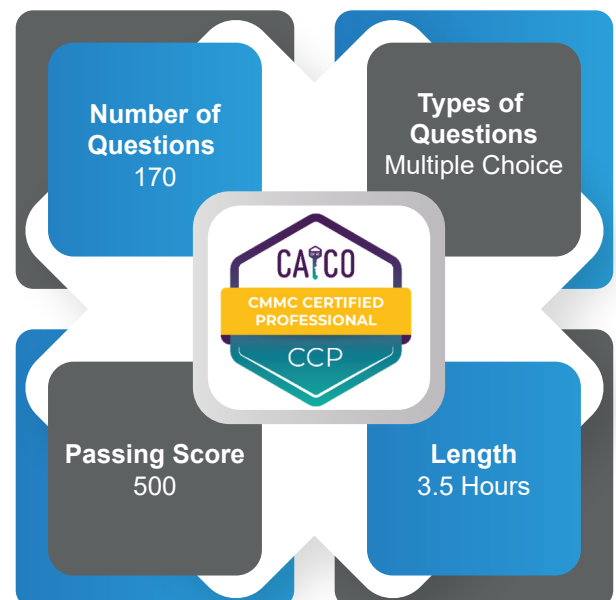 Number of
Questions
170
Types of
Questions
Multiple Choice
CAICO
CMMC CERTIFIED
PROFESSIONAL
CCP
Passing Score
500
Length
3.5 Hours